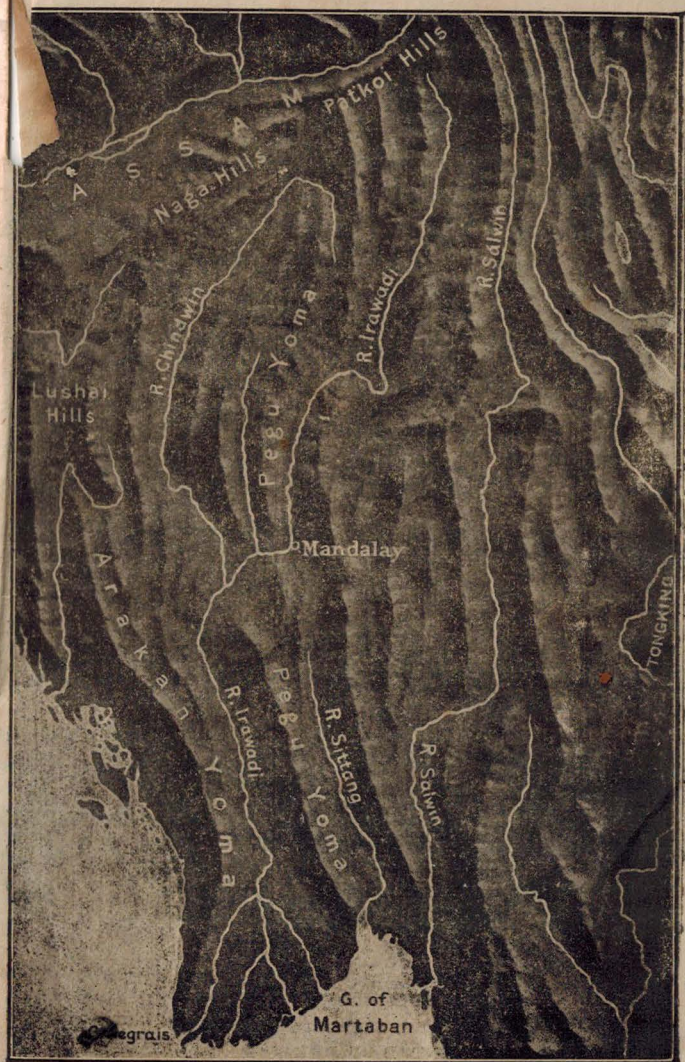 Patkoi Hills
ASSAM
Naga Hills
R. Chindwin
Pegu Yoma
R. Irawadi
R. Salwin
Lushai
Hills
Mandalay
Arakan Yoma
R. Irawadi
Pegu Yoma
R. Sittang
R. Salwin
TONGKING
G. of
Martaban
Negrais